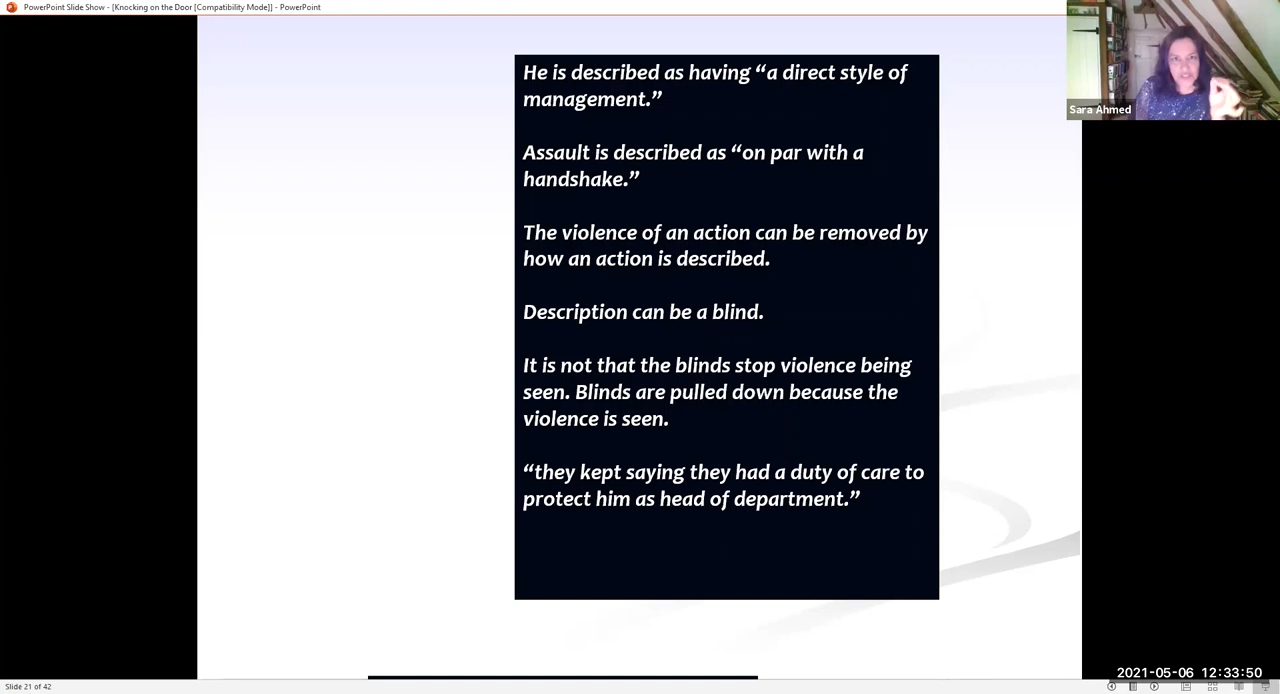 PowerPoint Slide Show - [Knocking on the Door [Compatibility Mode]] - PowerPoint
He is described as having “a direct style of
management.”
Assault is described as “on par with a
handshake.”
The violence of an action can be removed by
how an action is described.
Description can be a blind.
It is not that the blinds stop violence being
seen. Blinds are pulled down because the
violence is seen.
“they kept saying they had a duty of care to
protect him as head of department.”
Sara Ahmed
2021-05-06 12:33:50
Slide 21 of 42